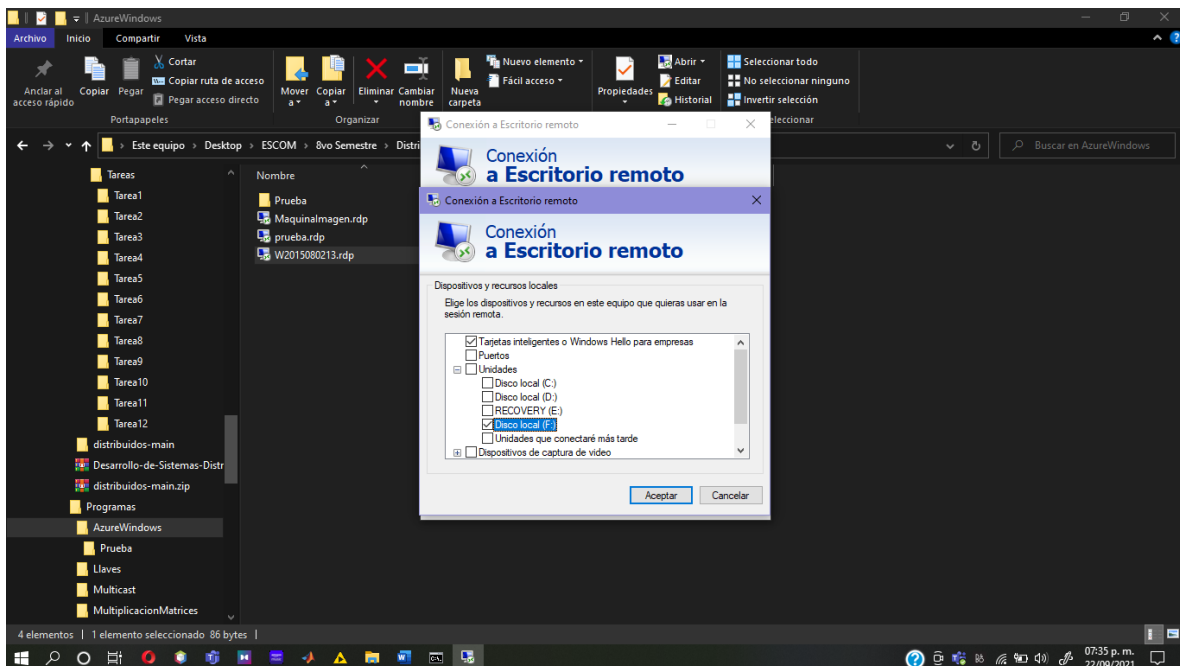 AzureWindows
Archivo Inicio Compartir Vista
Anclar al acceso rápido
Copiar
Pegar
Cortar
Copiar ruta de acceso
Pegar acceso directo
Portapapeles
Mover a
Copiar a
Eliminar
Cambiar nombre
Organizar
Nueva carpeta
Nuevo elemento
Fácil acceso
Propiedades
Abrir
Editar
Historial
Seleccionar todo
No seleccionar ninguno
Invertir selección
eleccionar
Este equipo > Desktop > ESCOM > 8vo Semestre > Distri
Buscar en AzureWindows
Tareas
Tarea1
Tarea2
Tarea3
Tarea4
Tarea5
Tarea6
Tarea7
Tarea8
Tarea9
Tarea10
Tarea11
Tarea12
distribuidos-main
Desarrollo-de-Sistemas-Distr
distribuidos-main.zip
Programas
AzureWindows
Prueba
Llaves
Multicast
MultiplicacionMatrices
Nombre
Prueba
MaquinaImagen.rdp
prueba.rdp
W2015080213.rdp
Conexión a Escritorio remoto
Conexión
a Escritorio remoto
Conexión a Escritorio remoto
Conexión
a Escritorio remoto
Dispositivos y recursos locales
Elige los dispositivos y recursos en este equipo que quieras usar en la
sesión remota.
Tarjetas inteligentes o Windows Hello para empresas
Puertos
Unidades
Disco local (C:)
Disco local (D:)
RECOVERY (E:)
Disco local (F:)
Unidades que conectaré más tarde
Dispositivos de captura de video
Aceptar Cancelar
4 elementos | 1 elemento seleccionado 86 bytes |
07:35 p. m.
22/09/2021